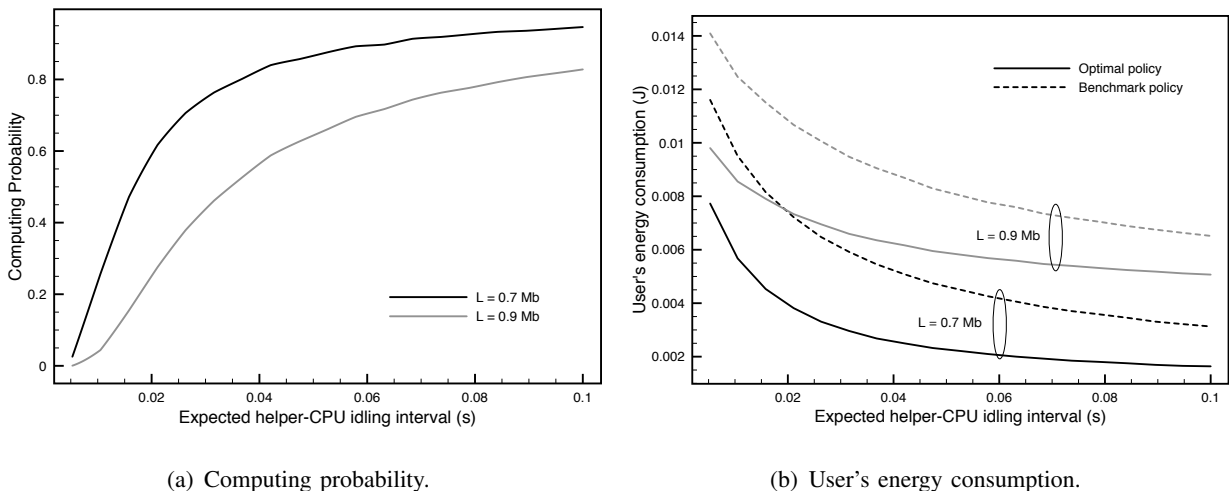 Computing Probability
0.8
0.6
0.4
0.2
0
L = 0.7 Mb
L = 0.9 Mb
0.02
0.04
0.06
0.08
0.1
Expected helper-CPU idling interval (s)
(a) Computing probability.
User's energy consumption (J)
0.014
0.012
0.01
0.008
0.006
0.004
0.002
Optimal policy
Benchmark policy
L = 0.9 Mb
L = 0.7 Mb
0.02
0.04
0.06
0.08
0.1
Expected helper-CPU idling interval (s)
(b) User's energy consumption.